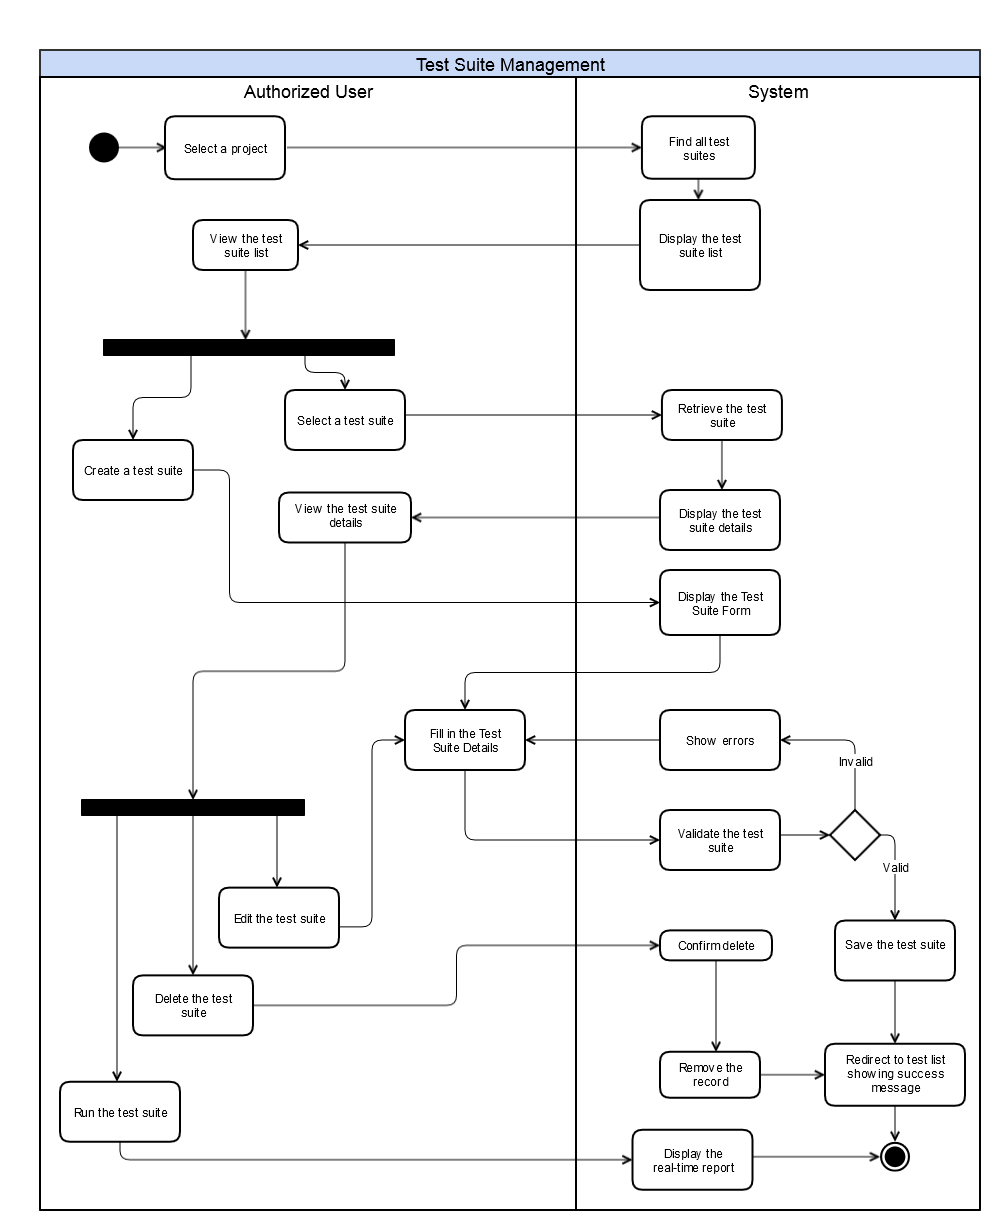 Test Suite Management
Authorized User
System
Select a project
Find all test
suites
View the test
suite list
Display the test
suite list
Select a test suite
Retrieve the test
suite
Create a test suite
View the test suite
details
Display the test
suite details
Display the Test
Suite Form
Fill in the Test
Suite Details
Show errors
Invalid
Validate the test
suite
Valid
Edit the test suite
Confirm delete
Save the test suite
Delete the test
suite
Remove the
record
Redirect to test list
showing success
message
Run the test suite
Display the
real-time report